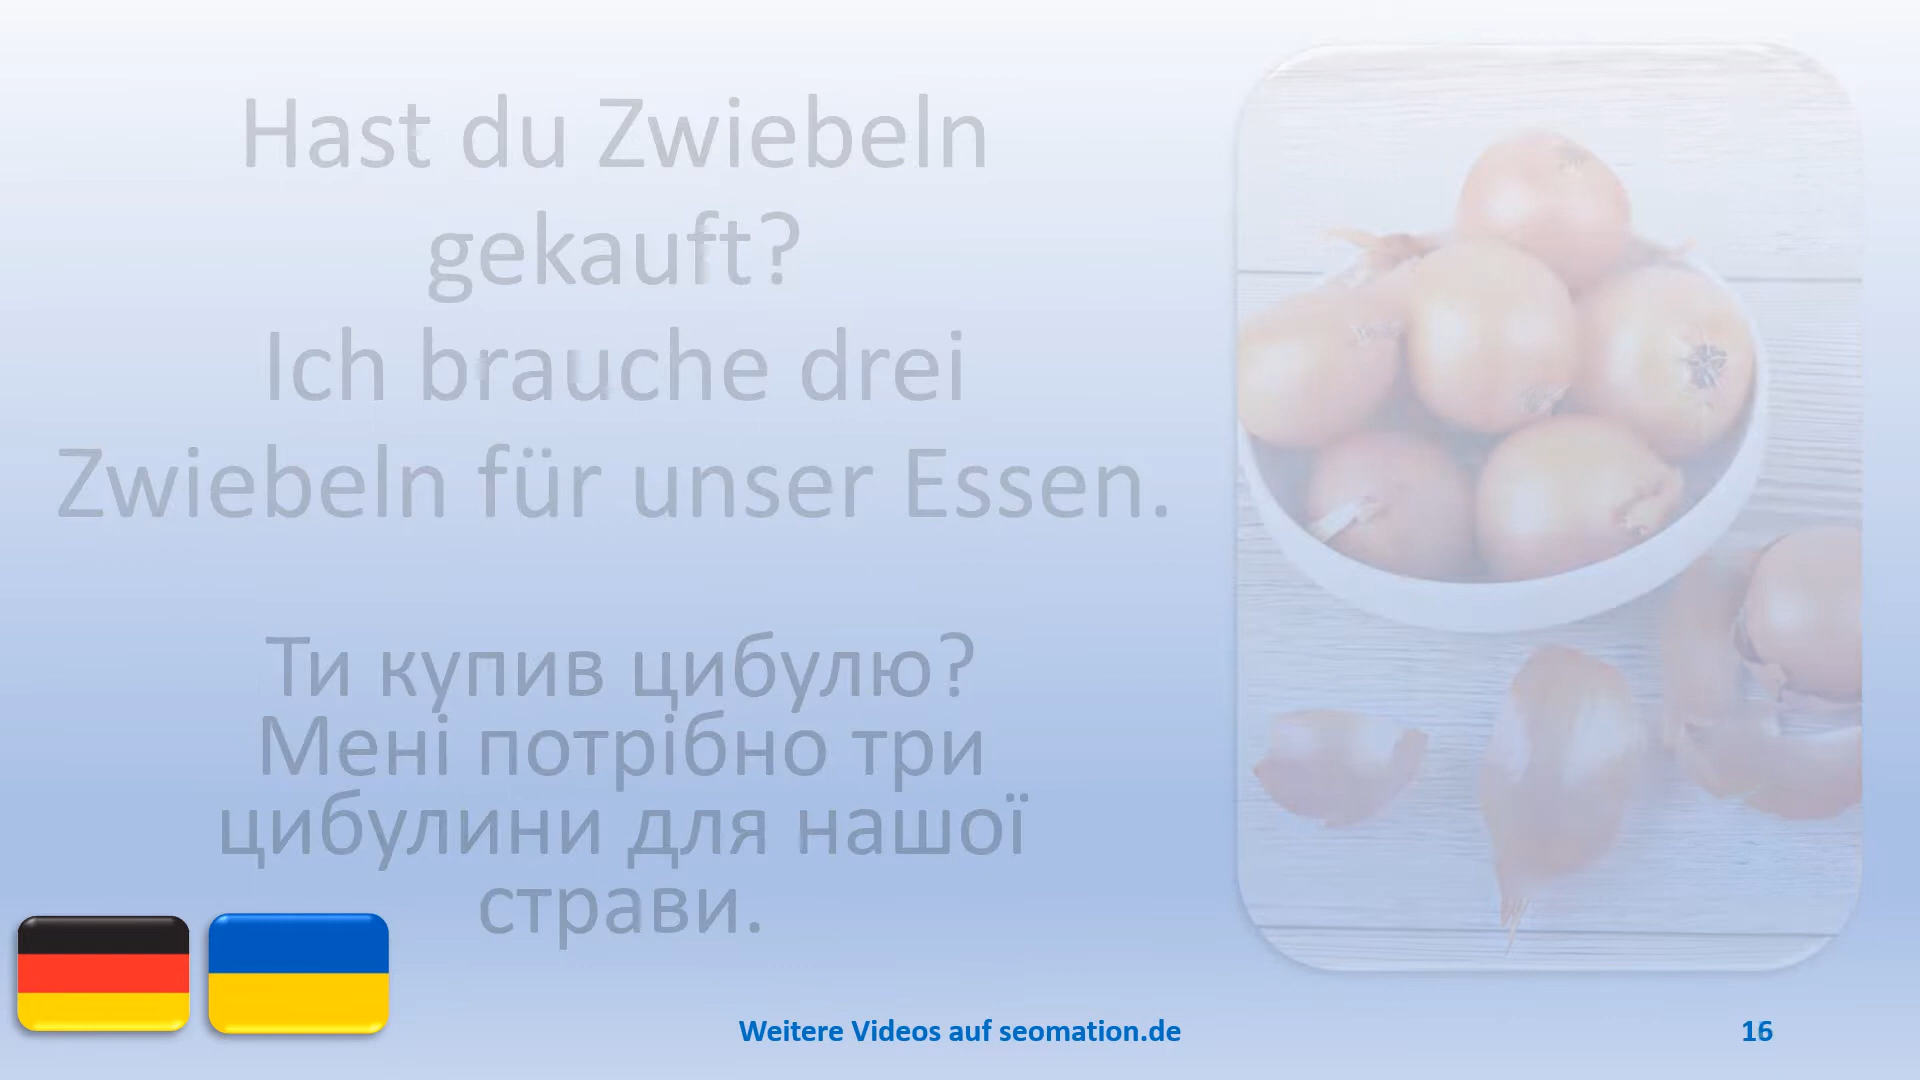 Hast du Zwiebeln
gekauft?
Ich brauche drei
Zwiebeln für unser Essen.
Ти купив цибулю?
Мені потрібно три
цибулини для нашої
страви.
Weitere Videos auf seomation.de
16